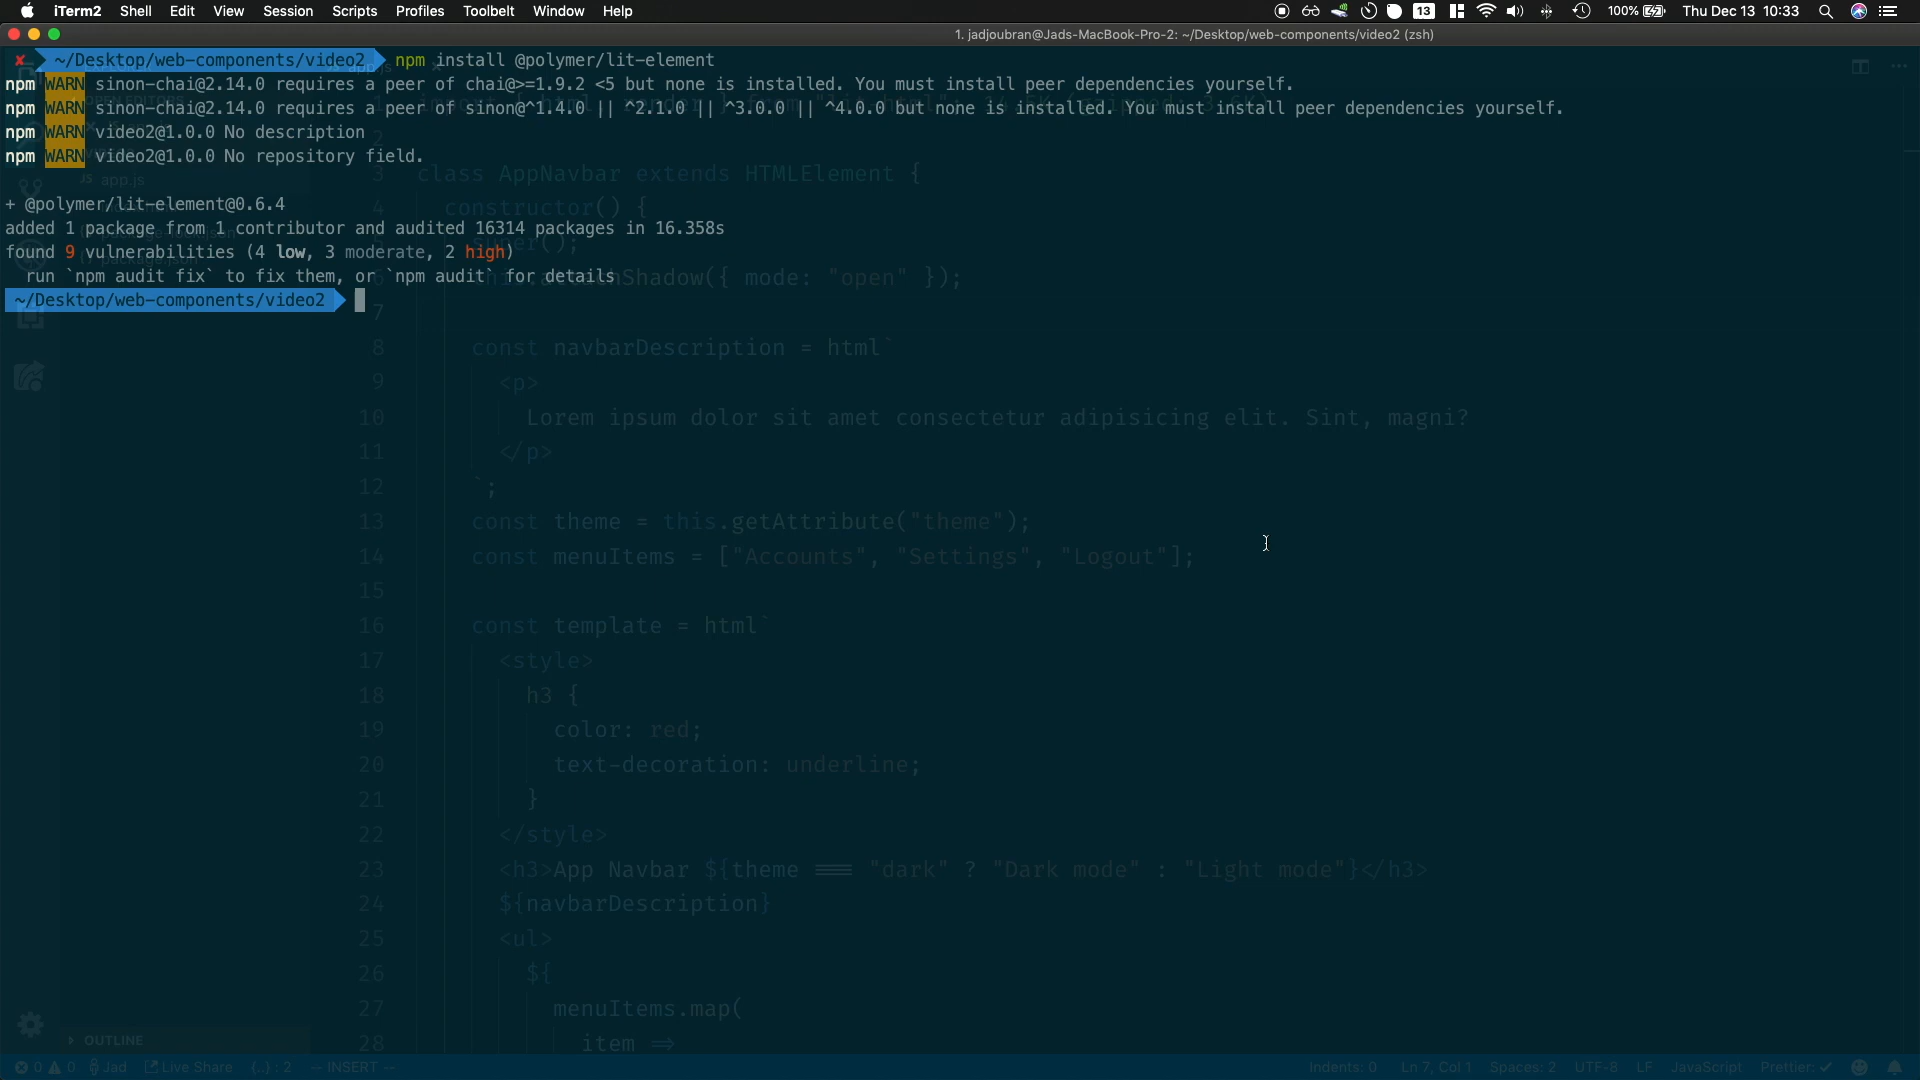 iTerm2 Shell Edit View Session Scripts Profiles Toolbelt Window Help 13 100% Thu Dec 13 10:33
1. jadjoubran@Jads-MacBook-Pro-2: ~/Desktop/web-components/video2 (zsh)
✘ ~/Desktop/web-components/video2 npm install @polymer/lit-element
npm WARN sinon-chai@2.14.0 requires a peer of chai@>=1.9.2 <5 but none is installed. You must install peer dependencies yourself.
npm WARN sinon-chai@2.14.0 requires a peer of sinon@^1.4.0 || ^2.1.0 || ^3.0.0 || ^4.0.0 but none is installed. You must install peer dependencies yourself.
npm WARN video2@1.0.0 No description
npm WARN video2@1.0.0 No repository field.
JS app.js
+ @polymer/lit-element@0.6.4
added 1 package from 1 contributor and audited 16314 packages in 16.358s
found 9 vulnerabilities (4 low, 3 moderate, 2 high)
run `npm audit fix` to fix them, or `npm audit` for details
~/Desktop/web-components/video2
3 class AppNavbar extends HTMLElement {
4 constructor() {
super();
6 this.attachShadow({ mode: "open" });
7
8 const navbarDescription = html`
9 <p>
10 Lorem ipsum dolor sit amet consectetur adipisicing elit. Sint, magni?
11 </p>
12 `;
13 const theme = this.getAttribute("theme");
14 const menuItems = ["Accounts", "Settings", "Logout"];
15
16 const template = html`
17 <style>
18 h3 {
19 color: red;
20 text-decoration: underline;
21 }
22 </style>
23 <h3>App Navbar ${theme === "dark" ? "Dark mode" : "Light mode"}</h3>
24 ${navbarDescription}
25 <ul>
26 ${
27 menuItems.map(
28 item =>
OUTLINE
0 0 Jad Live Share {..} : 2 -- INSERT -- Indents: 0 Ln 7, Col 1 Spaces: 2 UTF-8 LF JavaScript Prettier: ✓